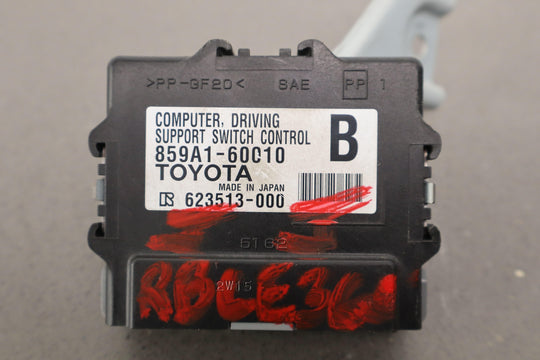 >PP-GF20< SAE PP 1
COMPUTER, DRIVING
SUPPORT SWITCH CONTROL B
859A1-60010
TOYOTA
MADE IN JAPAN
623513-000
5162
2W15